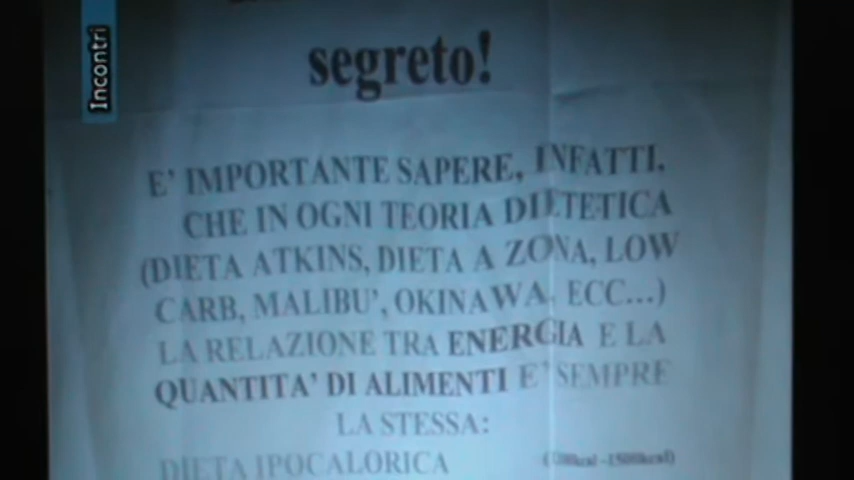 Incontri
segreto!
E' IMPORTANTE SAPERE, INFATTI,
CHE IN OGNI TEORIA DIETETICA
(DIETA ATKINS, DIETA A ZONA, LOW
CARB, MALIBU', OKINAWA, ECC...)
LA RELAZIONE TRA ENERGIA E LA
QUANTITA' DI ALIMENTI E' SEMPRE
LA STESSA:
DIETA IPOCALORICA